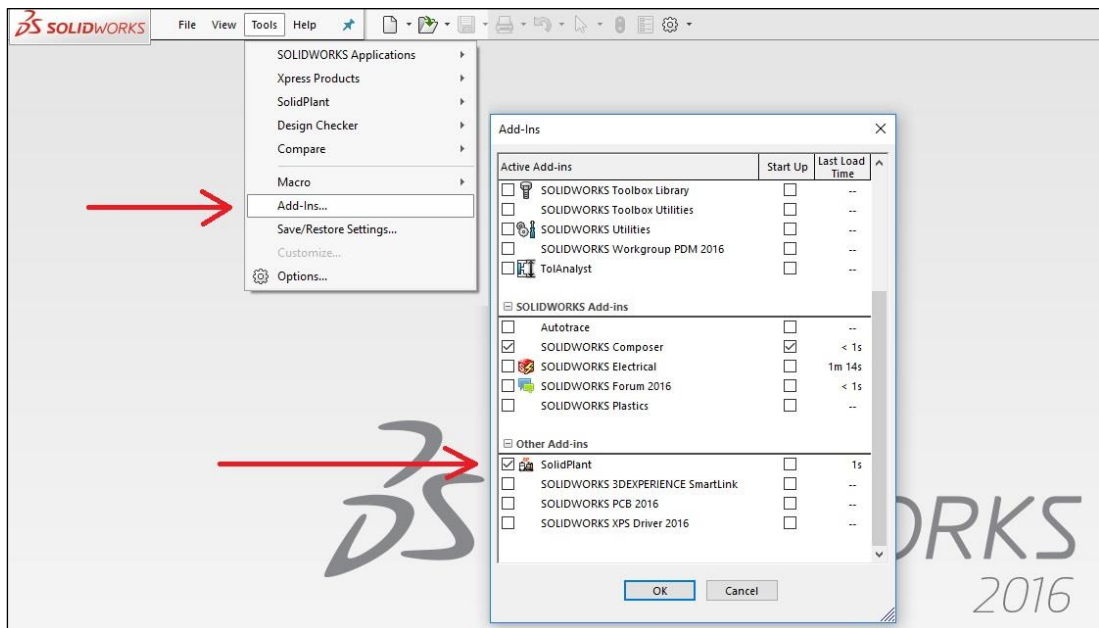 SOLIDWORKS File View Tools Help
SOLIDWORKS Applications
Xpress Products
SolidPlant
Design Checker
Compare
Macro
Add-Ins...
Save/Restore Settings...
Customize...
Options...
Add-Ins
Active Add-ins Start Up Last Load Time
SOLIDWORKS Toolbox Library --
SOLIDWORKS Toolbox Utilities --
SOLIDWORKS Utilities --
SOLIDWORKS Workgroup PDM 2016 --
TolAnalyst --
SOLIDWORKS Add-ins
Autotrace --
SOLIDWORKS Composer < 1s
SOLIDWORKS Electrical 1m 14s
SOLIDWORKS Forum 2016 < 1s
SOLIDWORKS Plastics --
Other Add-ins
SolidPlant 1s
SOLIDWORKS 3DEXPERIENCE SmartLink --
SOLIDWORKS PCB 2016 --
SOLIDWORKS XPS Driver 2016 --
OK Cancel
ORKS
2016